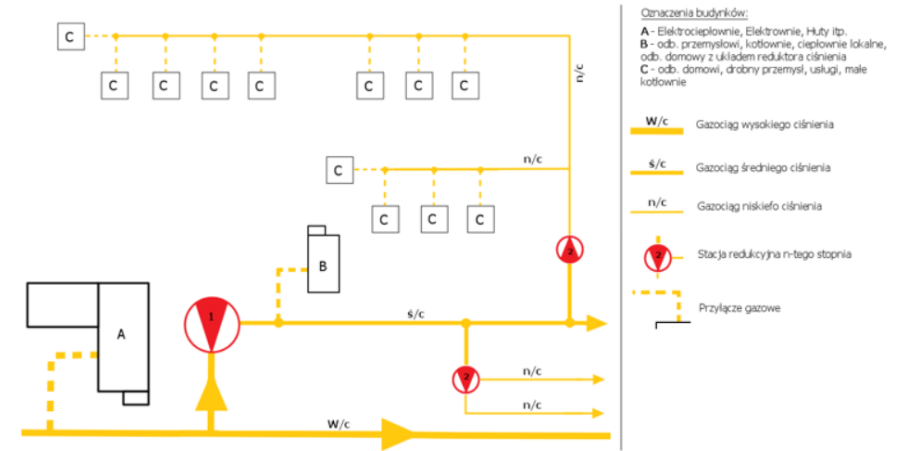 Oznaczenia budynków:
A - Elektrociepłownie, Elektrownie, Huty itp.
B - odb. przemysłowi, kotłownie, ciepłownie lokalne,
odb. domowy z układem reduktora ciśnienia
C - odb. domowi, drobny przemysł, usługi, małe
kotłownie
W/c Gazociąg wysokiego ciśnienia
ś/c Gazociąg średniego ciśnienia
n/c Gazociąg niskiefo ciśnienia
2 Stacja redukcyjna n-tego stopnia
Przyłącze gazowe
C
n/c
C C C C C C C
n/c
C
C C C
2
B
1
ś/c
A
2
n/c
n/c
W/c